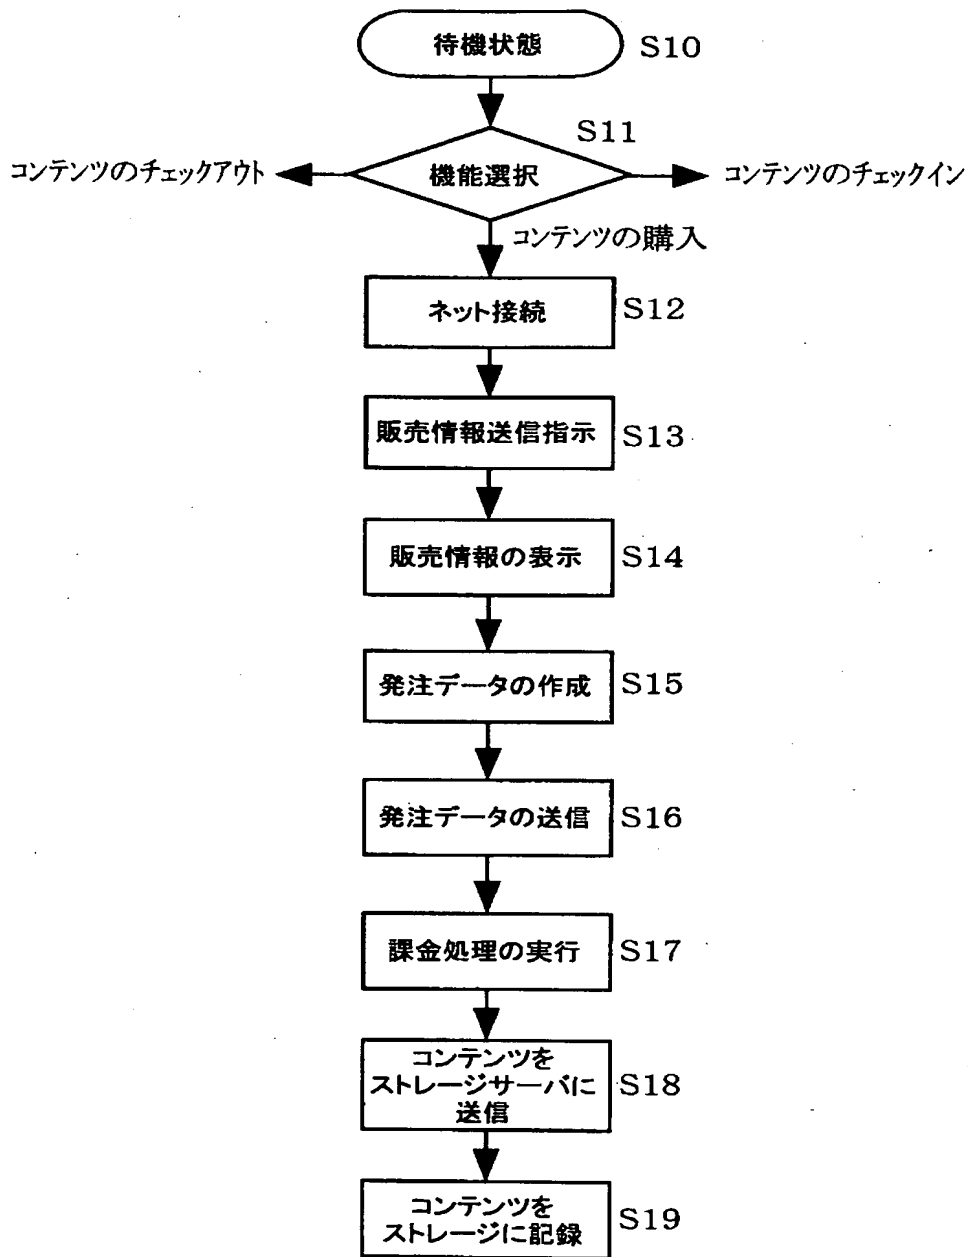 待機状態 S10
S11
コンテンツのチェックアウト 機能選択 コンテンツのチェックイン
コンテンツの購入
ネット接続 S12
販売情報送信指示 S13
販売情報の表示 S14
発注データの作成 S15
発注データの送信 S16
課金処理の実行 S17
コンテンツを
ストレージサーバに S18
送信
コンテンツを
ストレージに記録 S19